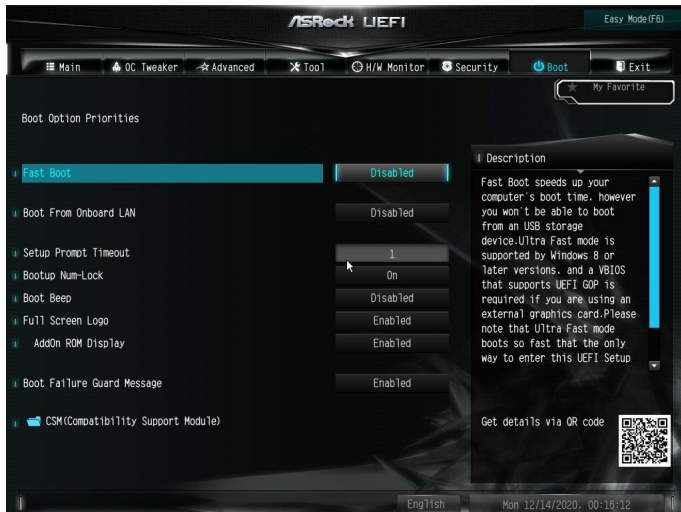 ASRock UEFI
Easy Mode(F6)
Main
OC Tweaker
Advanced
Tool
H/W Monitor
Security
Boot
Exit
My Favorite
Boot Option Priorities
Fast Boot
Disabled
Boot From Onboard LAN
Disabled
Setup Prompt Timeout
1
Bootup Num-Lock
On
Boot Beep
Disabled
Full Screen Logo
Enabled
AddOn ROM Display
Enabled
Boot Failure Guard Message
Enabled
CSM(Compatibility Support Module)
Description
Fast Boot speeds up your
computer's boot time, however
you won't be able to boot
from an USB storage
device.Ultra Fast mode is
supported by Windows 8 or
later versions, and a VBIOS
that supports UEFI GOP is
required if you are using an
external graphics card.Please
note that Ultra Fast mode
boots so fast that the only
way to enter this UEFI Setup
Get details via QR code
English
Mon 12/14/2020, 00:16:12